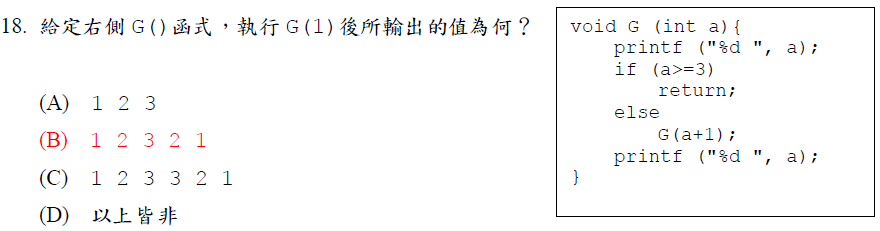 18. 給定右側 G()函式，執行 G(1)後所輸出的值為何？
(A) 1 2 3
(B) 1 2 3 2 1
(C) 1 2 3 3 2 1
(D) 以上皆非
void G (int a){
    printf ("%d ", a);
    if (a>=3)
        return;
    else
        G(a+1);
    printf ("%d ", a);
}